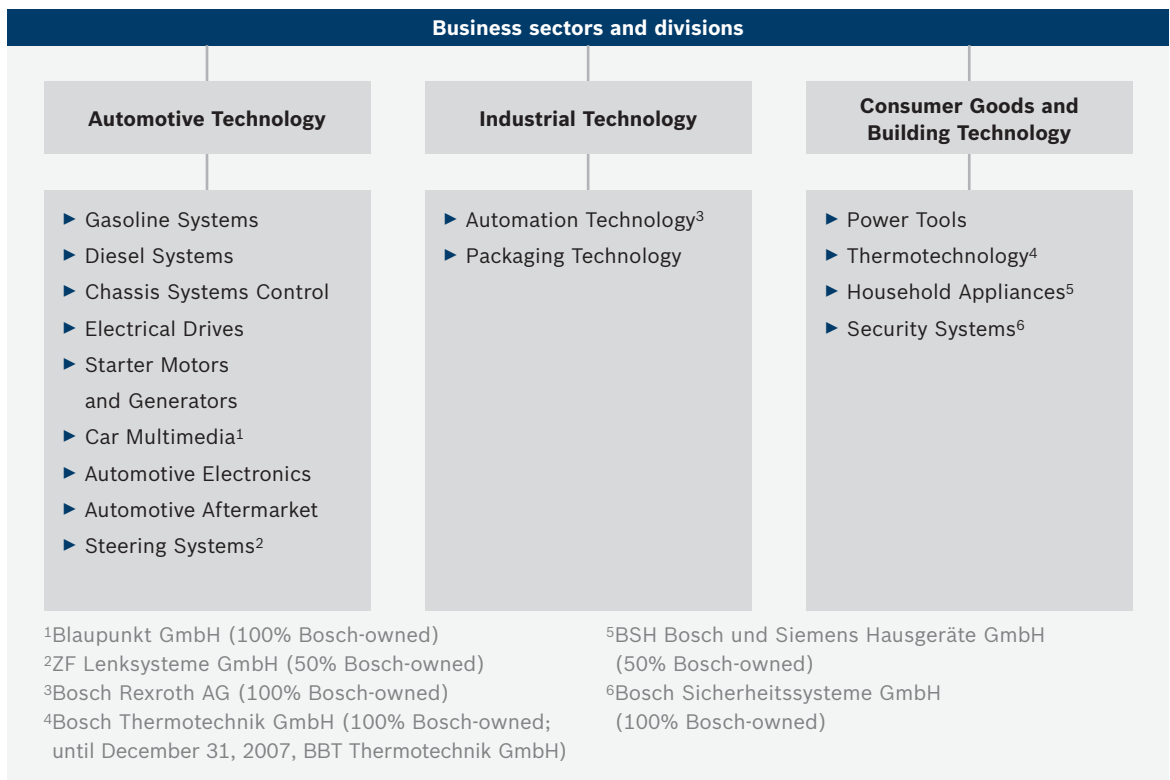 Business sectors and divisions
Automotive Technology
▶ Gasoline Systems
▶ Diesel Systems
▶ Chassis Systems Control
▶ Electrical Drives
▶ Starter Motors
and Generators
▶ Car Multimedia¹
▶ Automotive Electronics
▶ Automotive Aftermarket
▶ Steering Systems²
Industrial Technology
▶ Automation Technology³
▶ Packaging Technology
Consumer Goods and
Building Technology
▶ Power Tools
▶ Thermotechnology⁴
▶ Household Appliances⁵
▶ Security Systems⁶
¹Blaupunkt GmbH (100% Bosch-owned)
²ZF Lenksysteme GmbH (50% Bosch-owned)
³Bosch Rexroth AG (100% Bosch-owned)
⁴Bosch Thermotechnik GmbH (100% Bosch-owned;
until December 31, 2007, BBT Thermotechnik GmbH)
⁵BSH Bosch und Siemens Hausgeräte GmbH
(50% Bosch-owned)
⁶Bosch Sicherheitssysteme GmbH
(100% Bosch-owned)